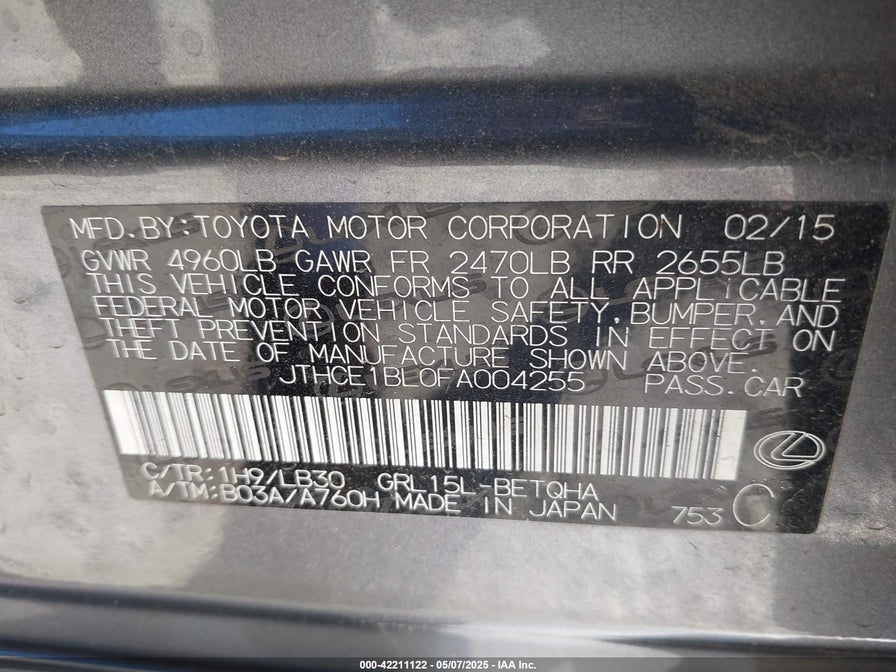 MFD.BY:TOYOTA MOTOR CORPORATION 02/15
GVWR 4960LB GAWR FR 2470LB RR 2655LB
THIS VEHICLE CONFORMS TO ALL APPLICABLE
FEDERAL MOTOR VEHICLE SAFETY,BUMPER,AND
THEFT PREVENTION STANDARDS IN EFFECT ON
THE DATE OF MANUFACTURE SHOWN ABOVE.
JTHCE1BL0FA004255 PASS.CAR
C/TR:1H9/LB30 GRL15L-BETQHA
A/TM:B03A/A760H MADE IN JAPAN 753 C
000-42211122 | 05/07/2025 - IAA Inc.